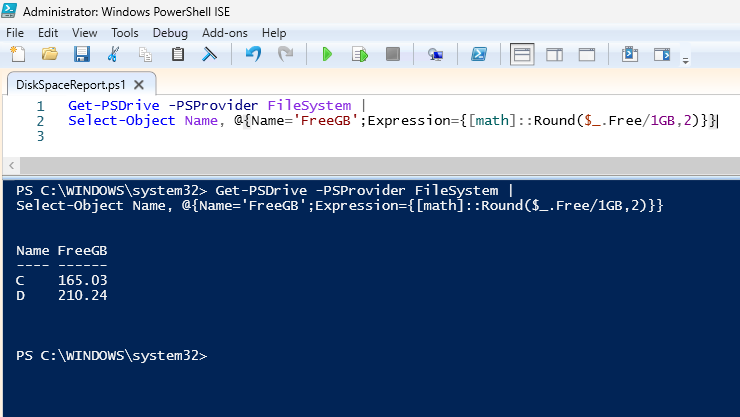 Administrator: Windows PowerShell ISE
File Edit View Tools Debug Add-ons Help
DiskSpaceReport.ps1
1 Get-PSDrive -PSProvider FileSystem |
2 Select-Object Name, @{Name='FreeGB';Expression={[math]::Round($_.Free/1GB,2)}}
3
PS C:\WINDOWS\system32> Get-PSDrive -PSProvider FileSystem |
Select-Object Name, @{Name='FreeGB';Expression={[math]::Round($_.Free/1GB,2)}}
Name FreeGB
---- ------
C    165.03
D    210.24
PS C:\WINDOWS\system32>